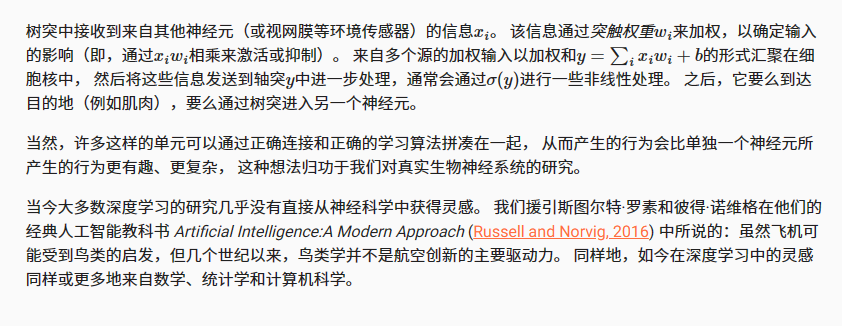 树突中接收到来自其他神经元（或视网膜等环境传感器）的信息xᵢ。 该信息通过突触权重wᵢ来加权，以确定输入
的影响（即，通过xᵢwᵢ相乘来激活或抑制）。 来自多个源的加权输入以加权和y = ∑ᵢ xᵢwᵢ + b的形式汇聚在细
胞核中， 然后将这些信息发送到轴突y中进一步处理，通常会通过σ(y)进行一些非线性处理。 之后，它要么到达
目的地（例如肌肉），要么通过树突进入另一个神经元。
当然，许多这样的单元可以通过正确连接和正确的学习算法拼凑在一起， 从而产生的行为会比单独一个神经元所
产生的行为更有趣、更复杂， 这种想法归功于我们对真实生物神经系统的研究。
当今大多数深度学习的研究几乎没有直接从神经科学中获得灵感。 我们援引斯图尔特·罗素和彼得·诺维格在他们的
经典人工智能教科书 Artificial Intelligence:A Modern Approach (Russell and Norvig, 2016) 中所说的：虽然飞机可
能受到鸟类的启发，但几个世纪以来，鸟类学并不是航空创新的主要驱动力。 同样地，如今在深度学习中的灵感
同样或更多地来自数学、统计学和计算机科学。